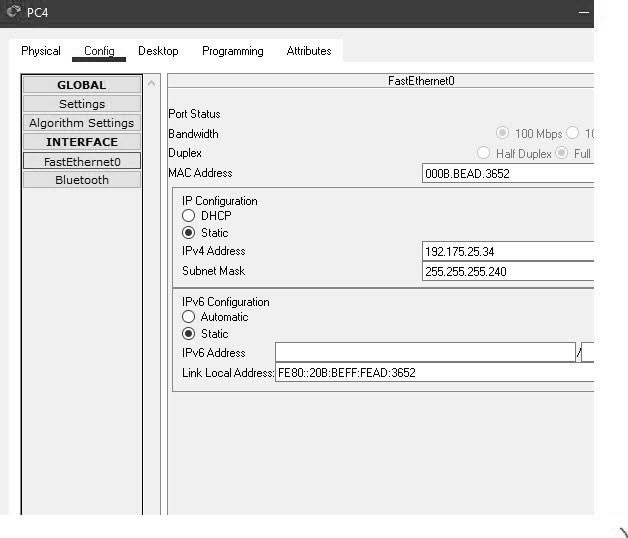 PC4
Physical Config Desktop Programming Attributes
GLOBAL
Settings
Algorithm Settings
INTERFACE
FastEthernet0
Bluetooth
FastEthernet0
Port Status
Bandwidth 100 Mbps
Duplex Half Duplex Full
MAC Address 000B.BEAD.3652
IP Configuration
DHCP
Static
IPv4 Address 192.175.25.34
Subnet Mask 255.255.255.240
IPv6 Configuration
Automatic
Static
IPv6 Address /
Link Local Address: FE80::20B:BEFF:FEAD:3652